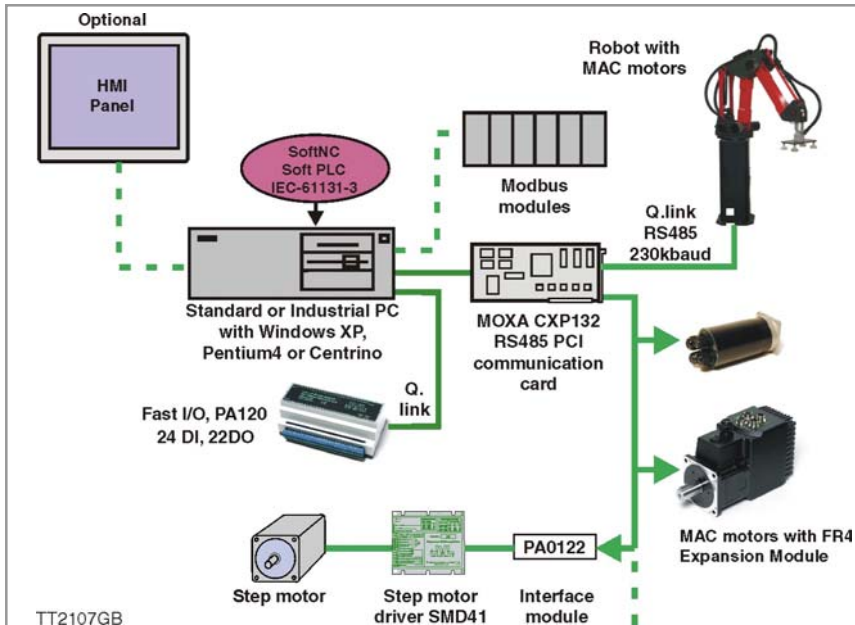 Optional
HMI
Panel
SoftNC
Soft PLC
IEC-61131-3
Robot with
MAC motors
Modbus
modules
Q.link
RS485
230kbaud
Standard or Industrial PC
with Windows XP,
Pentium4 or Centrino
MOXA CXP132
RS485 PCI
communication
card
Q.
link
Fast I/O, PA120
24 DI, 22DO
MAC motors with FR4
Expansion Module
PA0122
Step motor
Step motor
driver SMD41
Interface
module
TT2107GB